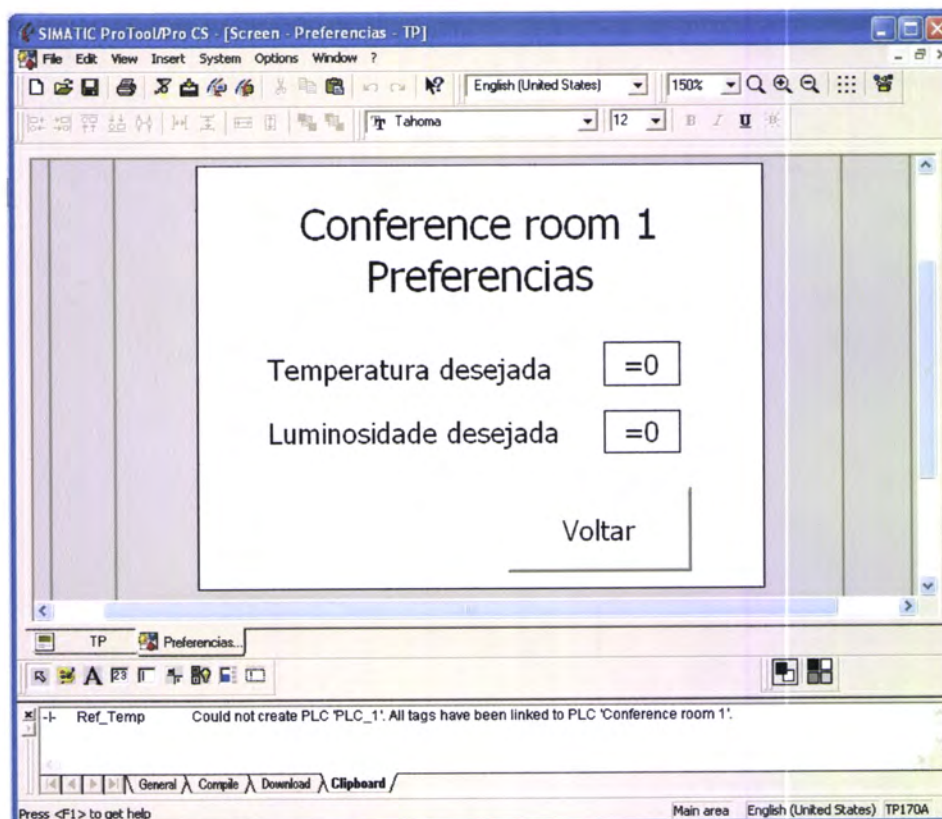 SIMATIC ProTool/Pro CS - [Screen - Preferencias - TP]
File Edit View Insert System Options Window ?
English (United States) 150%
Tahoma 12 B I U
Conference room 1
Preferencias
Temperatura desejada =0
Luminosidade desejada =0
Voltar
TP Preferencias...
A
-I- Ref_Temp Could not create PLC 'PLC_1'. All tags have been linked to PLC 'Conference room 1'.
General Compile Download Clipboard
Press <F1> to get help Main area English (United States) TP170A